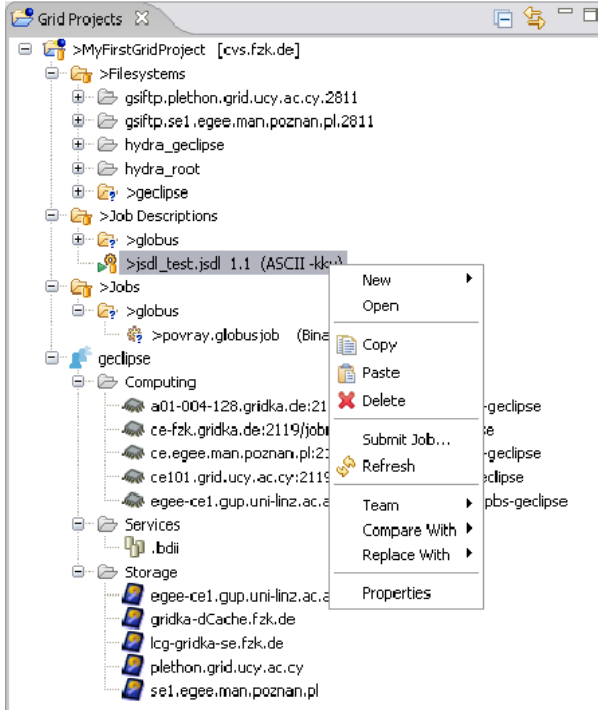 Grid Projects
>MyFirstGridProject [cvs.fzk.de]
>Filesystems
gsiftp.plethon.grid.ucy.ac.cy.2811
gsiftp.se1.egee.man.poznan.pl.2811
hydra_geclipse
hydra_root
>geclipse
>Job Descriptions
>globus
>jsdl_test.jsdl 1.1 (ASCII -kkv)
>Jobs
>globus
>povray.globusjob (Bina
geclipse
Computing
a01-004-128.gridka.de:21 -geclipse
ce-fzk.gridka.de:2119/jobm se
ce.egee.man.poznan.pl:21 -geclipse
ce101.grid.ucy.ac.cy:2119 clipse
egee-ce1.gup.uni-linz.ac.a pbs-geclipse
Services
.bdii
Storage
egee-ce1.gup.uni-linz.ac.a
gridka-dCache.fzk.de
lcg-gridka-se.fzk.de
plethon.grid.ucy.ac.cy
se1.egee.man.poznan.pl
New
Open
Copy
Paste
Delete
Submit Job...
Refresh
Team
Compare With
Replace With
Properties